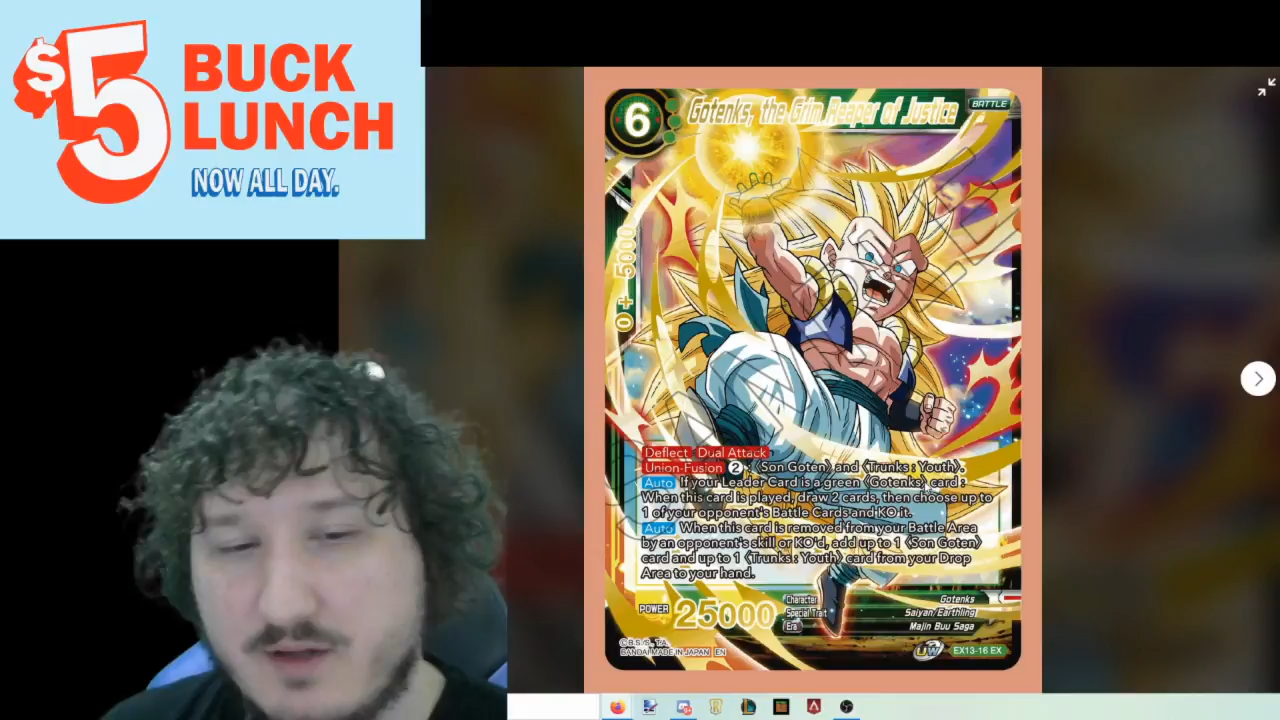 $5 BUCK
LUNCH
NOW ALL DAY.
6
Gotenks, the Grim Reaper of Justice
BATTLE
0 + 5000
Deflect Dual Attack
Union-Fusion 2 : 〈Son Goten〉 and 〈Trunks : Youth〉.
Auto If your Leader Card is a green 〈Gotenks〉 card :
When this card is played, draw 2 cards, then choose up to
1 of your opponent's Battle Cards and KO it.
Auto When this card is removed from your Battle Area
by an opponent's skill or KO'd, add up to 1 〈Son Goten〉
card and up to 1 〈Trunks : Youth〉 card from your Drop
Area to your hand.
POWER 25000
Character Gotenks
Special Trait Saiyan/Earthling
Era Majin Buu Saga
©B.S./S., T.A.
BANDAI MADE IN JAPAN EN
UW
EX13-16 EX